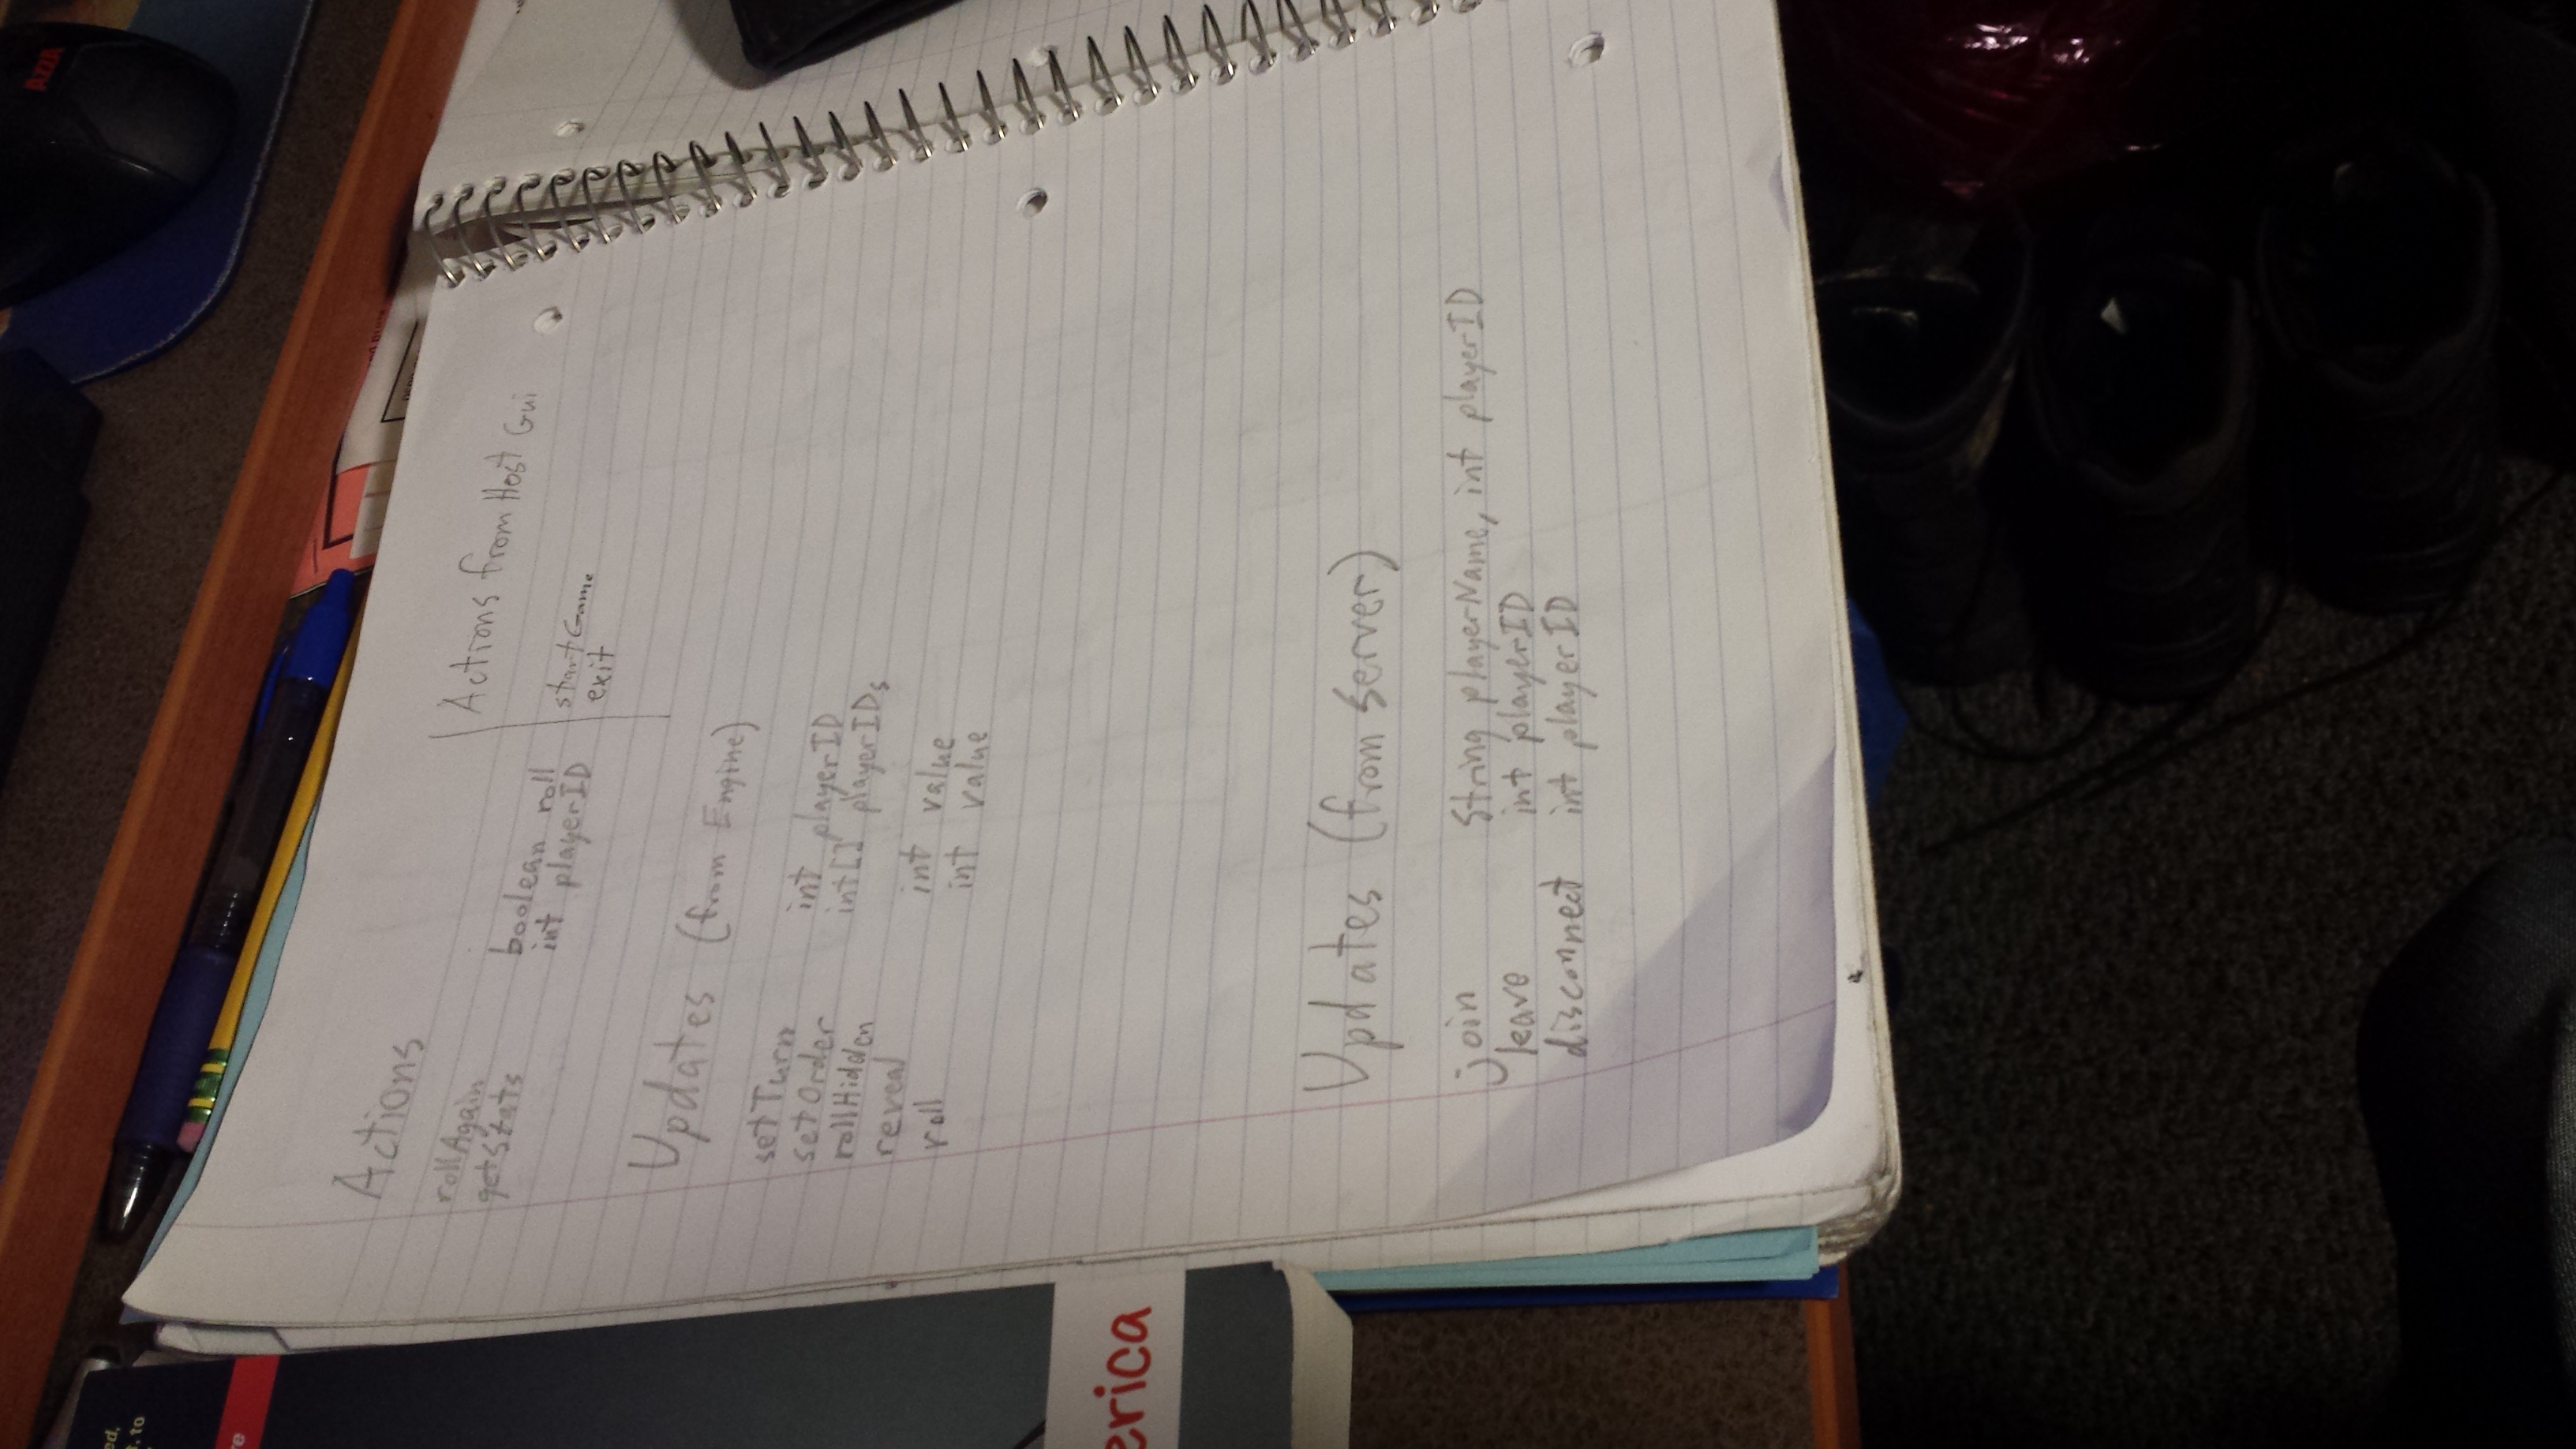 Actions
rollAgain boolean roll
getStats int playerID
Actions from Host Gui
startGame
exit
Updates (from Engine)
setTurn int playerID
setOrder int[] playerIDs
rollHidden
reveal int value
roll int value
Updates (from Server)
join String playerName, int playerID
leave int playerID
disconnect int playerID
erica